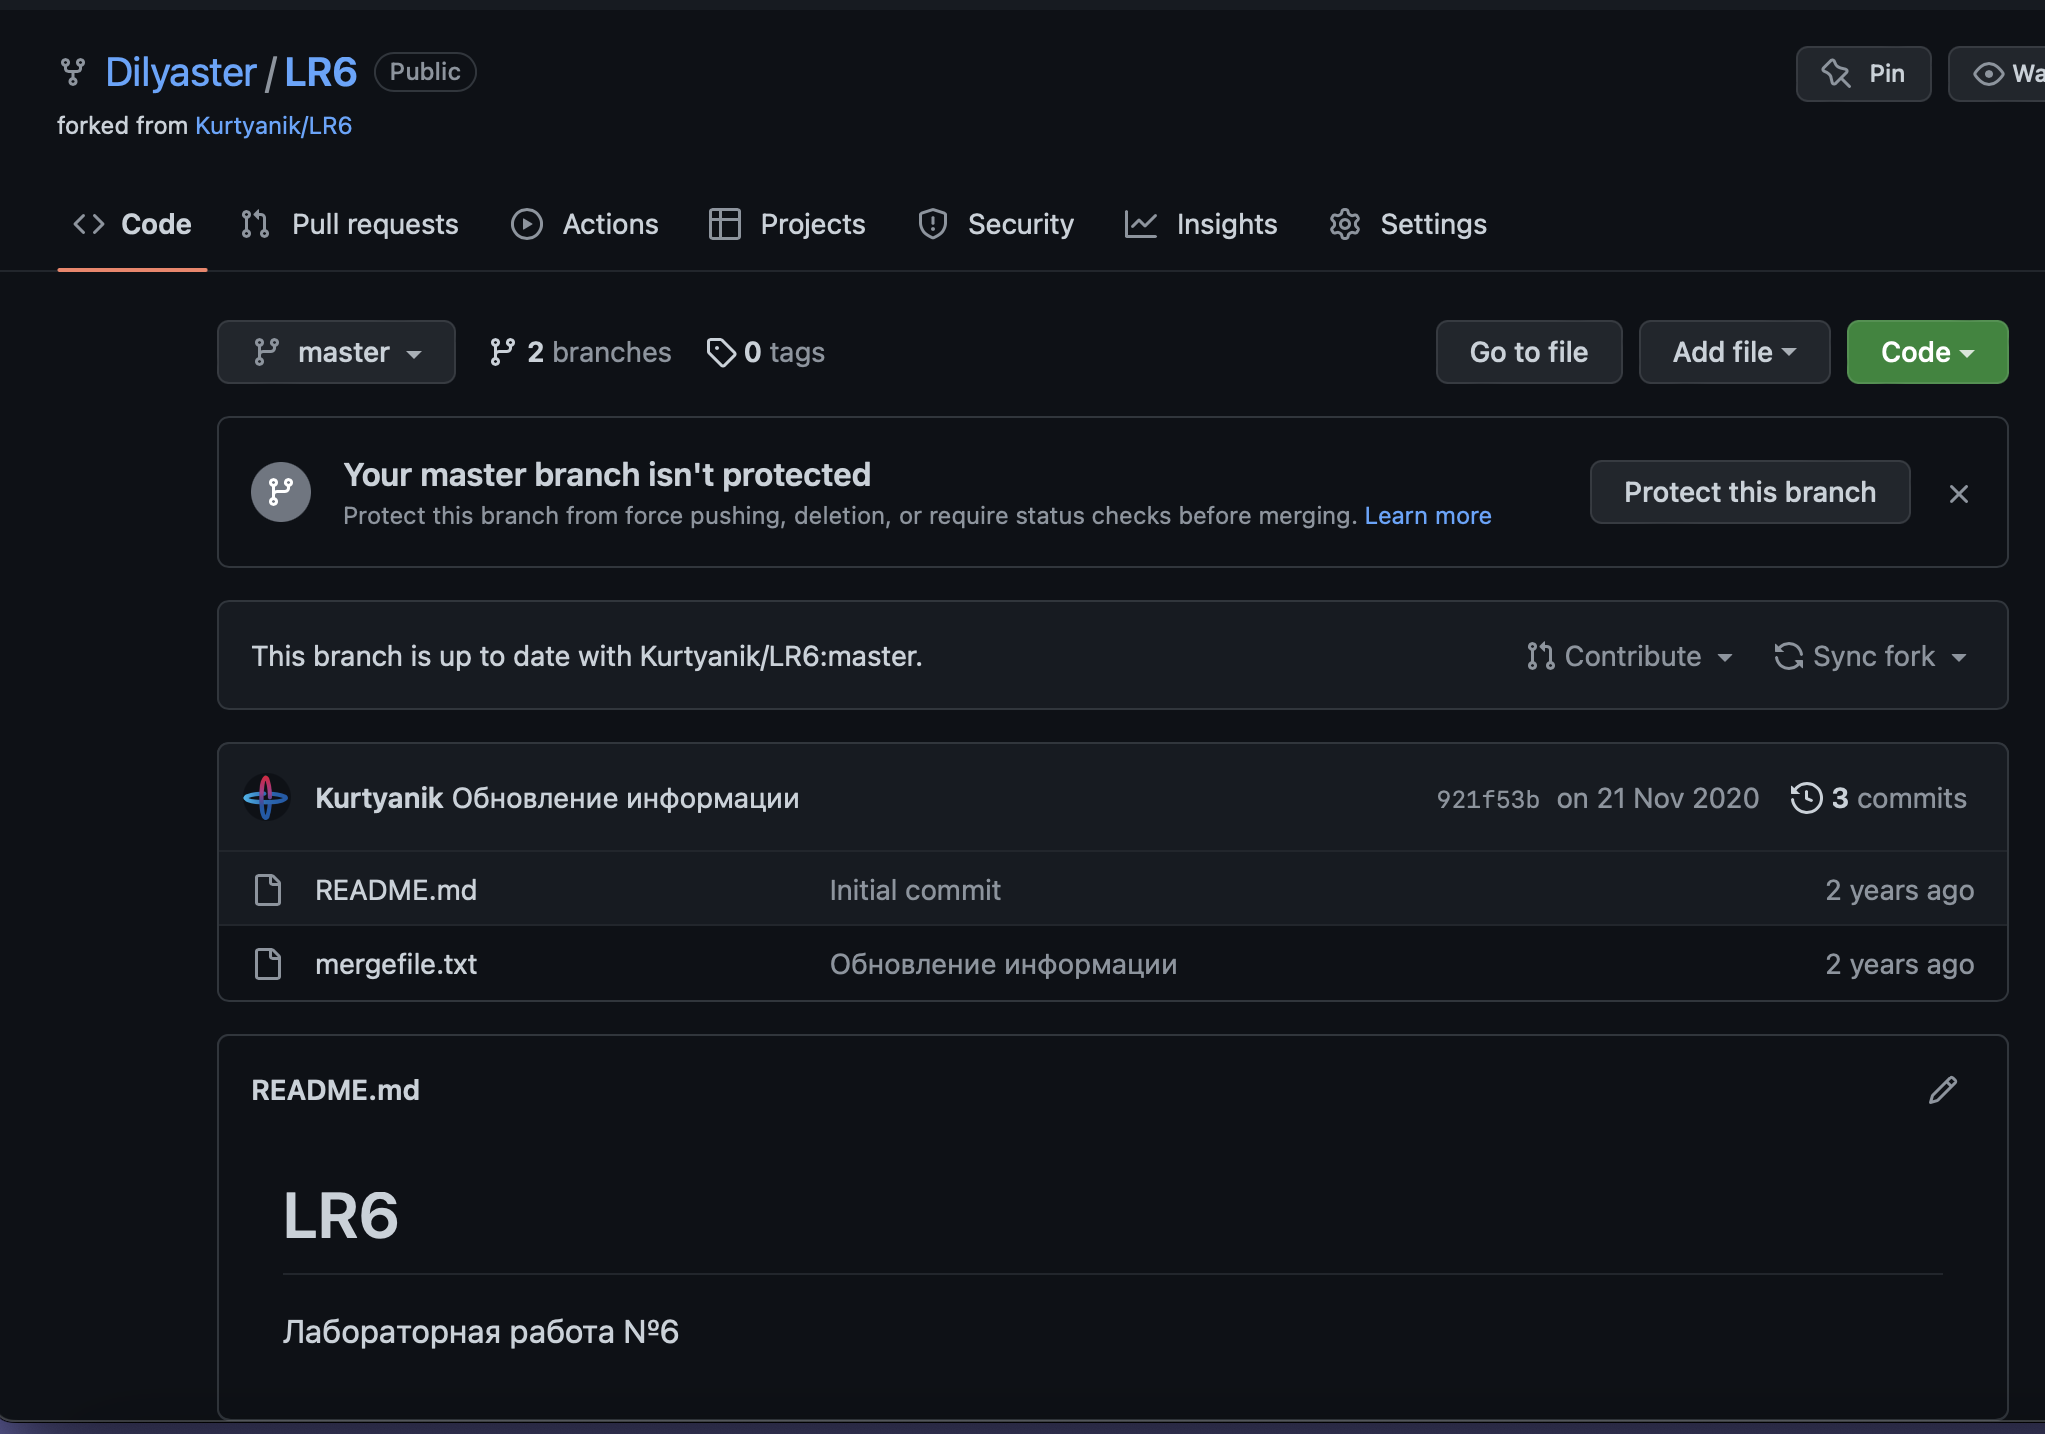 Dilyaster / LR6 Public
Pin
forked from Kurtyanik/LR6
Code Pull requests Actions Projects Security Insights Settings
master 2 branches 0 tags Go to file Add file Code
Your master branch isn't protected
Protect this branch from force pushing, deletion, or require status checks before merging. Learn more
Protect this branch
This branch is up to date with Kurtyanik/LR6:master. Contribute Sync fork
Kurtyanik Обновление информации 921f53b on 21 Nov 2020 3 commits
README.md Initial commit 2 years ago
mergefile.txt Обновление информации 2 years ago
README.md
LR6
Лабораторная работа №6